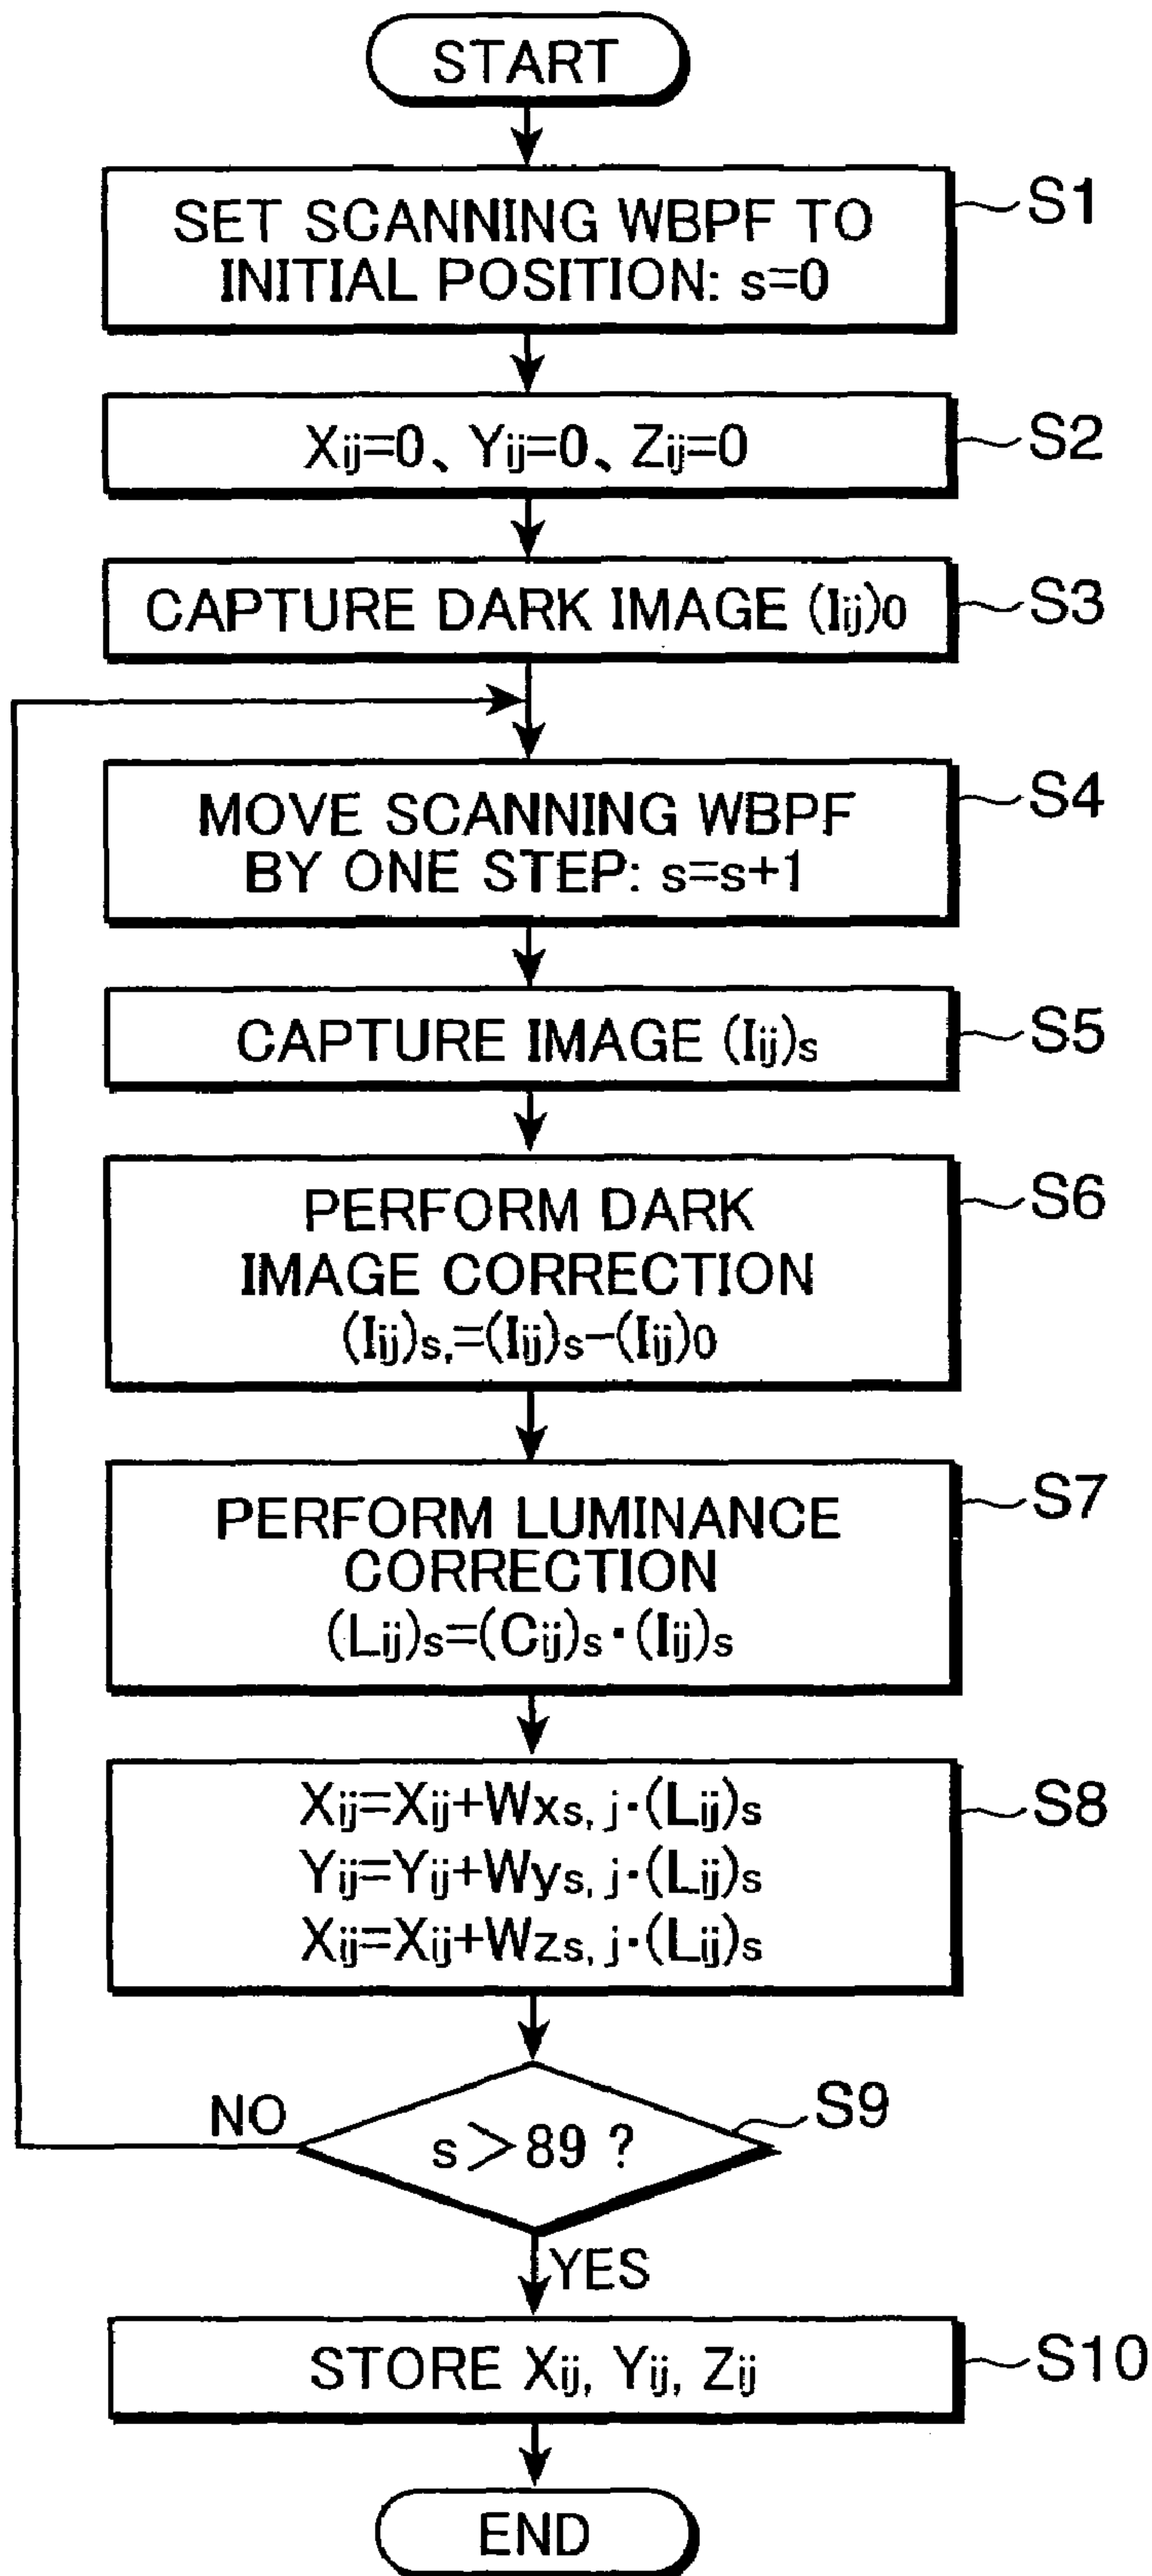 START
SET SCANNING WBPF TO
INITIAL POSITION: s=0
S1
Xij=0、Yij=0、Zij=0
S2
CAPTURE DARK IMAGE (Iij)0
S3
MOVE SCANNING WBPF
BY ONE STEP: s=s+1
S4
CAPTURE IMAGE (Iij)s
S5
PERFORM DARK
IMAGE CORRECTION
(Iij)s,=(Iij)s−(Iij)0
S6
PERFORM LUMINANCE
CORRECTION
(Lij)s=(Cij)s・(Iij)s
S7
Xij=Xij+Wxs, j・(Lij)s
Yij=Yij+Wys, j・(Lij)s
Xij=Xij+Wzs, j・(Lij)s
S8
s>89 ?
S9
NO
YES
STORE Xij, Yij, Zij
S10
END